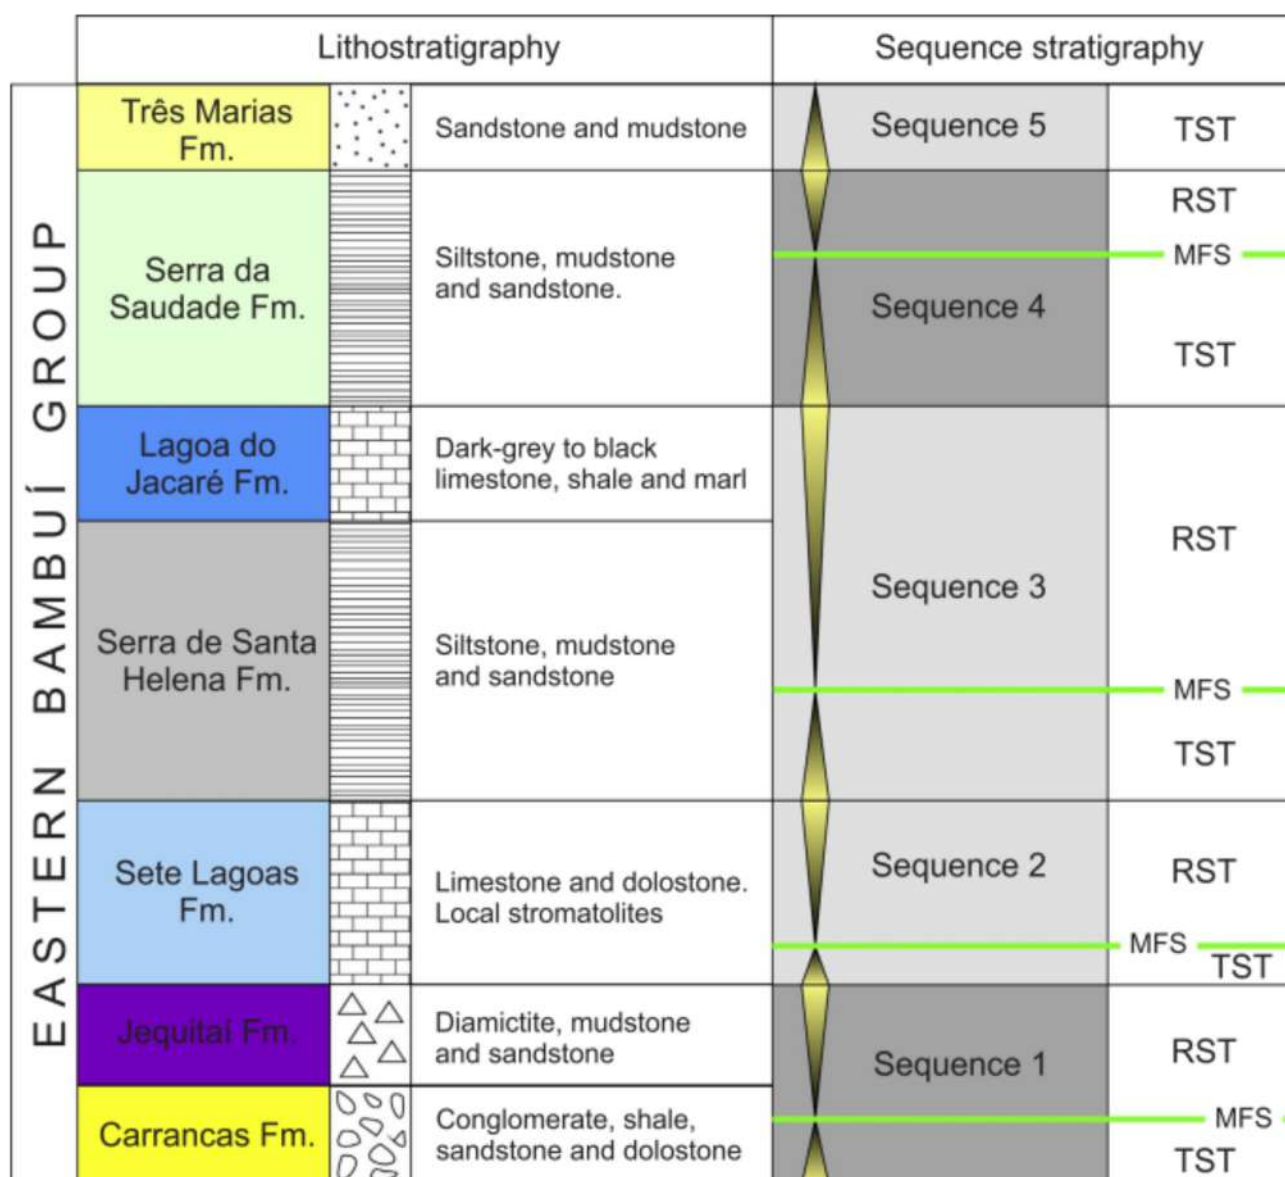 Lithostratigraphy
Sequence stratigraphy
EASTERN BAMBUÍ GROUP
Três Marias
Fm.
Sandstone and mudstone
Sequence 5
TST
Serra da
Saudade Fm.
Siltstone, mudstone
and sandstone.
Sequence 4
RST
MFS
TST
Lagoa do
Jacaré Fm.
Dark-grey to black
limestone, shale and marl
Serra de Santa
Helena Fm.
Siltstone, mudstone
and sandstone
Sequence 3
RST
MFS
TST
Sete Lagoas
Fm.
Limestone and dolostone.
Local stromatolites
Sequence 2
RST
MFS
TST
Jequitaí Fm.
Diamictite, mudstone
and sandstone
Sequence 1
RST
Carrancas Fm.
Conglomerate, shale,
sandstone and dolostone
MFS
TST